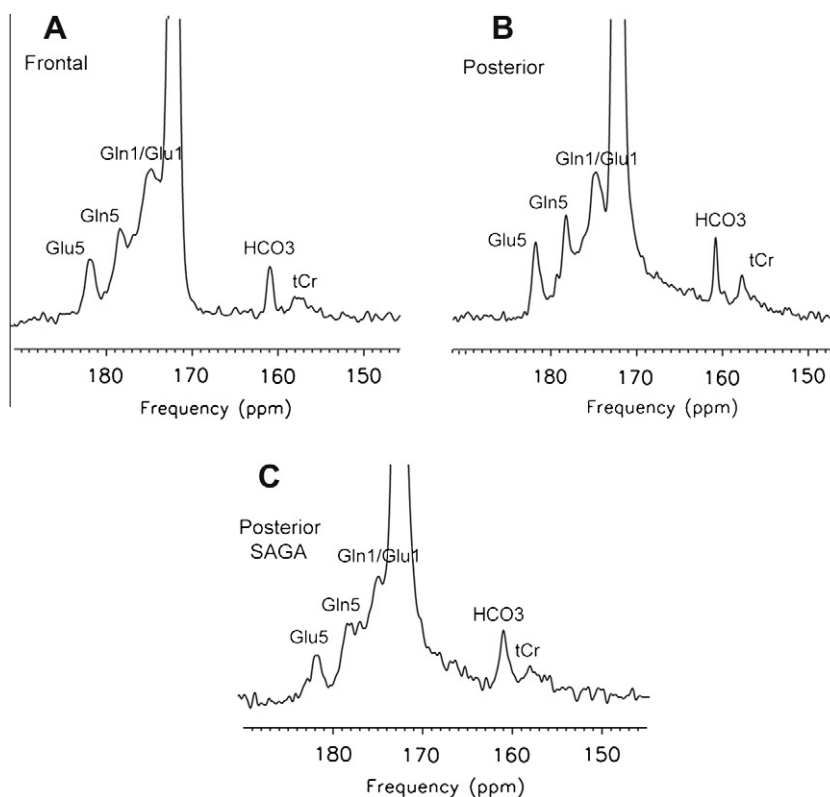 A
Frontal
Gln1/Glu1
Gln5
Glu5
HCO3
tCr
180 170 160 150
Frequency (ppm)
B
Posterior
Gln1/Glu1
Gln5
Glu5
HCO3
tCr
180 170 160 150
Frequency (ppm)
C
Posterior
SAGA
Gln1/Glu1
Gln5
Glu5
HCO3
tCr
180 170 160 150
Frequency (ppm)